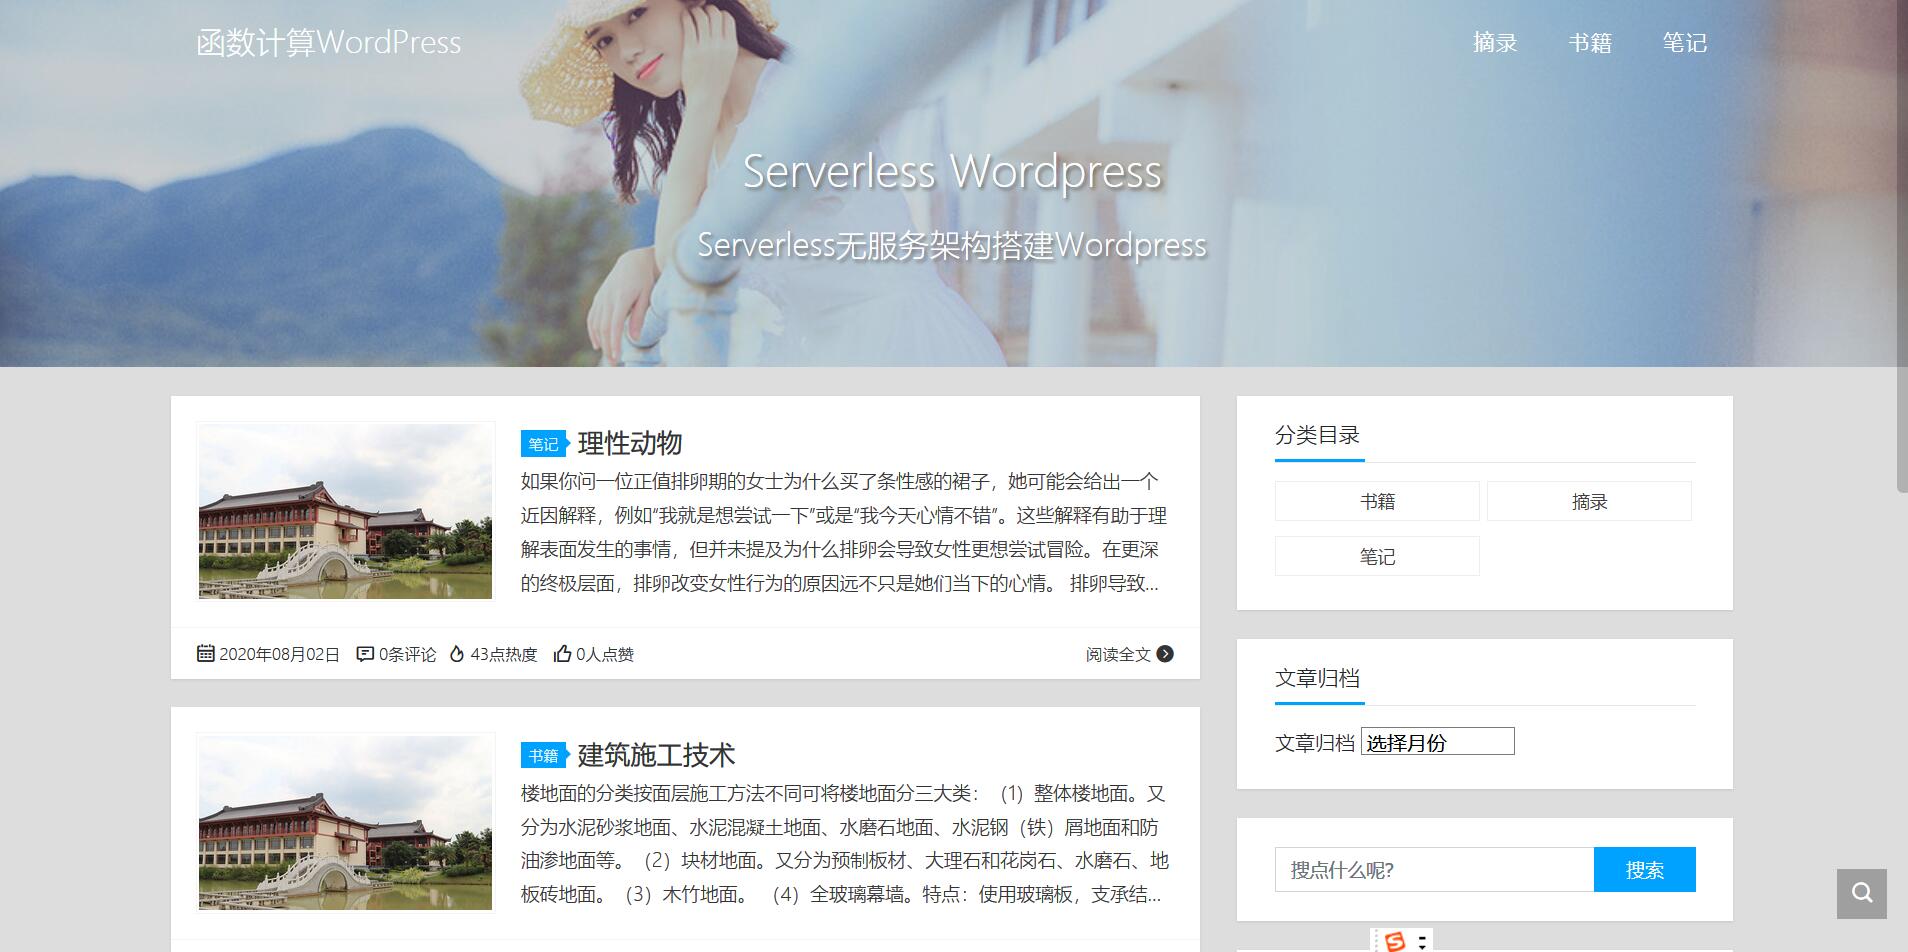 函数计算WordPress
摘录 书籍 笔记
Serverless Wordpress
Serverless无服务架构搭建Wordpress
笔记 理性动物
如果你问一位正值排卵期的女士为什么买了条性感的裙子，她可能会给出一个
近因解释，例如“我就是想尝试一下”或是“我今天心情不错”。这些解释有助于理
解表面发生的事情，但并未提及为什么排卵会导致女性更想尝试冒险。在更深
的终极层面，排卵改变女性行为的原因远不只是她们当下的心情。 排卵导致...
2020年08月02日 0条评论 43点热度 0人点赞 阅读全文
书籍 建筑施工技术
楼地面的分类按面层施工方法不同可将楼地面分三大类：（1）整体楼地面。又
分为水泥砂浆地面、水泥混凝土地面、水磨石地面、水泥钢（铁）屑地面和防
油渗地面等。（2）块材地面。又分为预制板材、大理石和花岗石、水磨石、地
板砖地面。（3）木竹地面。 （4）全玻璃幕墙。特点：使用玻璃板，支承结...
分类目录
书籍 摘录
笔记
文章归档
文章归档 选择月份
搜点什么呢? 搜索